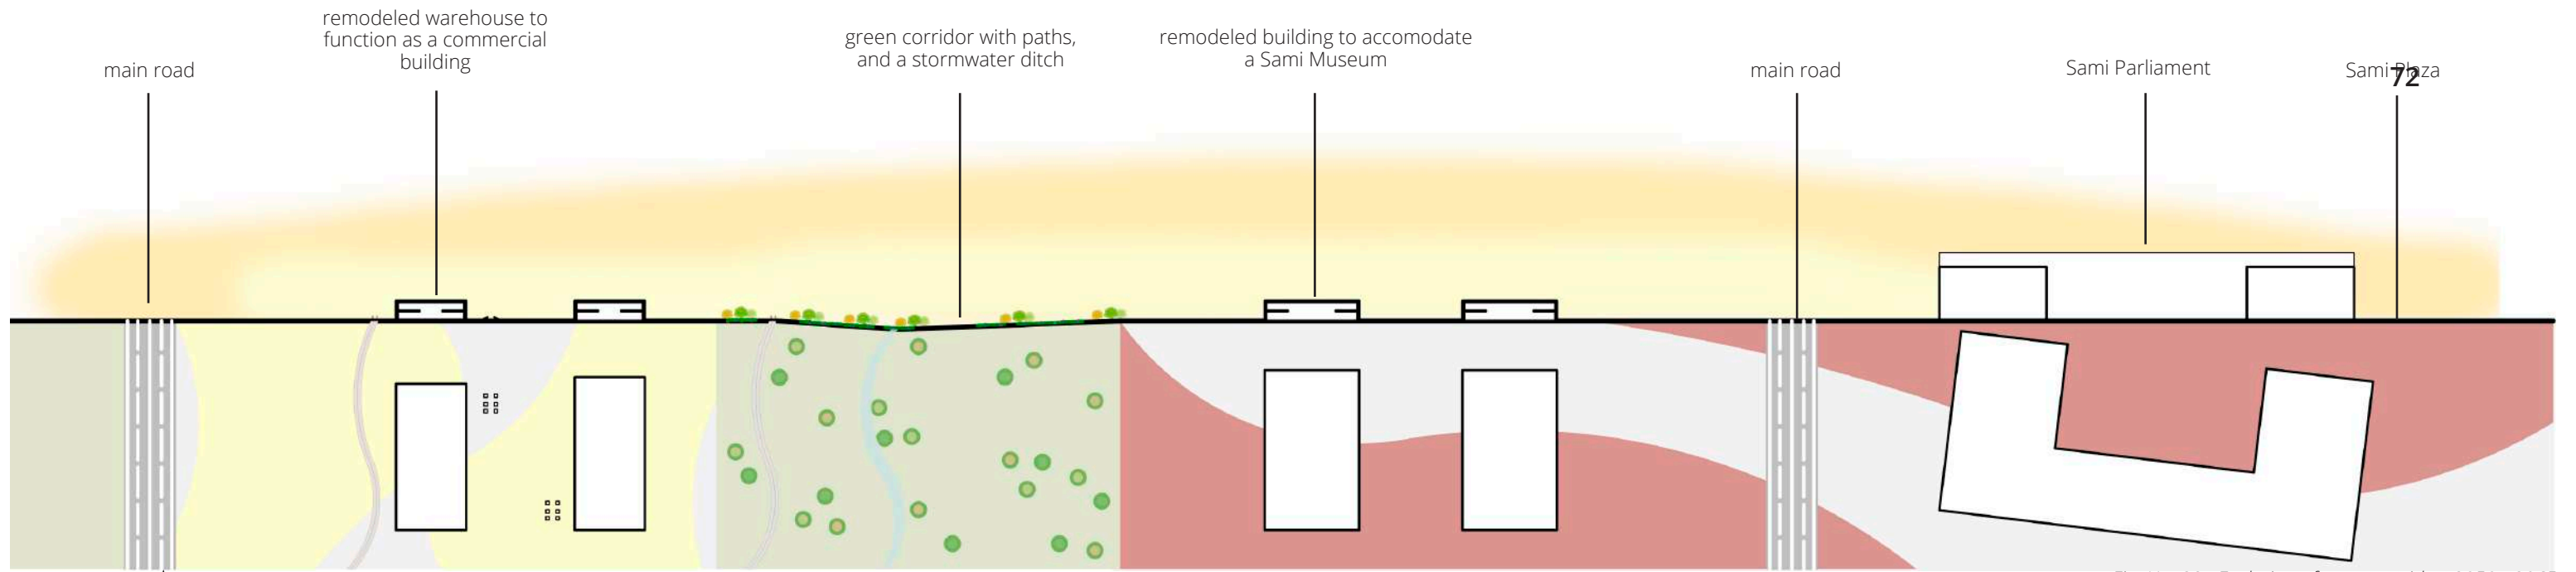 remodeled warehouse to
function as a commercial
building
main road
green corridor with paths,
and a stormwater ditch
remodeled building to accomodate
a Sami Museum
main road
Sami Parliament
Sami Plaza
72